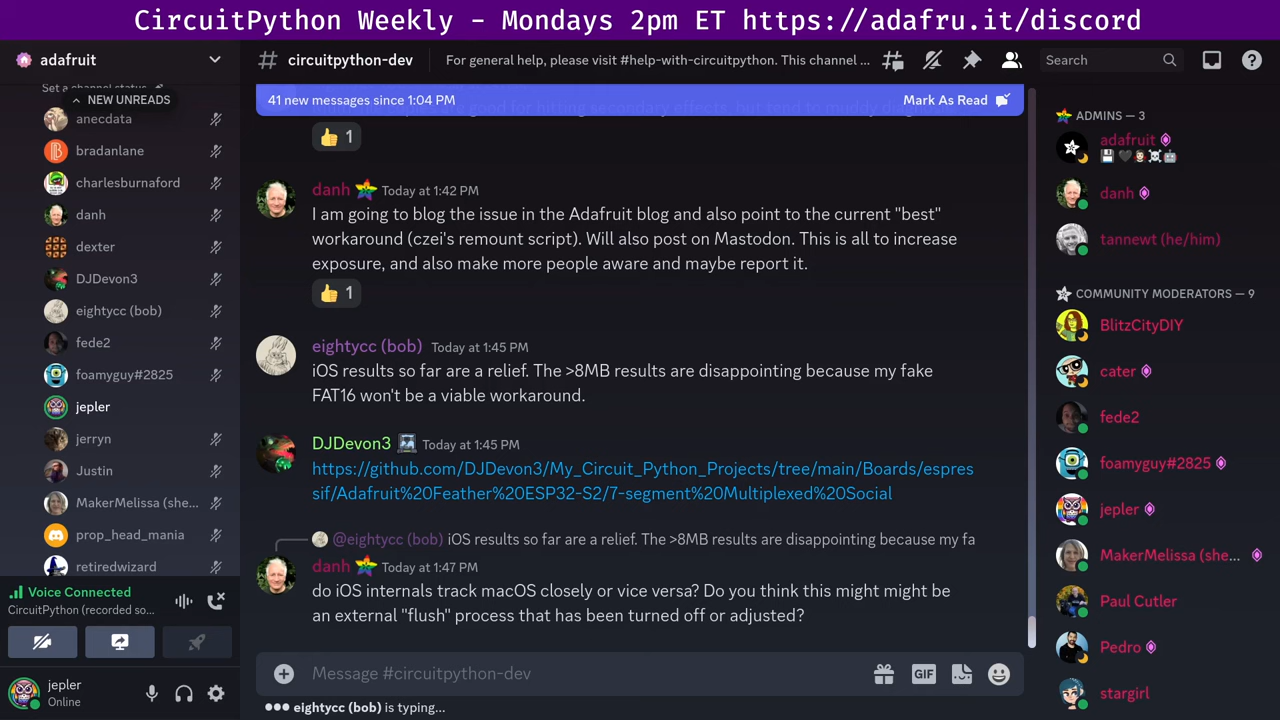 CircuitPython Weekly - Mondays 2pm ET https://adafru.it/discord
adafruit
Set a channel status
NEW UNREADS
anecdata
bradanlane
charlesburnaford
danh
dexter
DJDevon3
eightycc (bob)
fede2
foamyguy#2825
jepler
jerryn
Justin
MakerMelissa (she...
prop_head_mania
retiredwizard
Voice Connected
CircuitPython (recorded so...
jepler
Online
# circuitpython-dev
For general help, please visit #help-with-circuitpython. This channel ...
Search
41 new messages since 1:04 PM
Mark As Read
👍 1
danh Today at 1:42 PM
I am going to blog the issue in the Adafruit blog and also point to the current "best"
workaround (czei's remount script). Will also post on Mastodon. This is all to increase
exposure, and also make more people aware and maybe report it.
👍 1
eightycc (bob) Today at 1:45 PM
iOS results so far are a relief. The >8MB results are disappointing because my fake
FAT16 won't be a viable workaround.
DJDevon3 Today at 1:45 PM
https://github.com/DJDevon3/My_Circuit_Python_Projects/tree/main/Boards/espres
sif/Adafruit%20Feather%20ESP32-S2/7-segment%20Multiplexed%20Social
@eightycc (bob) iOS results so far are a relief. The >8MB results are disappointing because my fa
danh Today at 1:47 PM
do iOS internals track macOS closely or vice versa? Do you think this might might be
an external "flush" process that has been turned off or adjusted?
Message #circuitpython-dev
GIF
eightycc (bob) is typing...
ADMINS — 3
adafruit
💾🖤👩🏻‍🚀☠🤖
danh
tannewt (he/him)
COMMUNITY MODERATORS — 9
BlitzCityDIY
cater
fede2
foamyguy#2825
jepler
MakerMelissa (she...
Paul Cutler
Pedro
stargirl